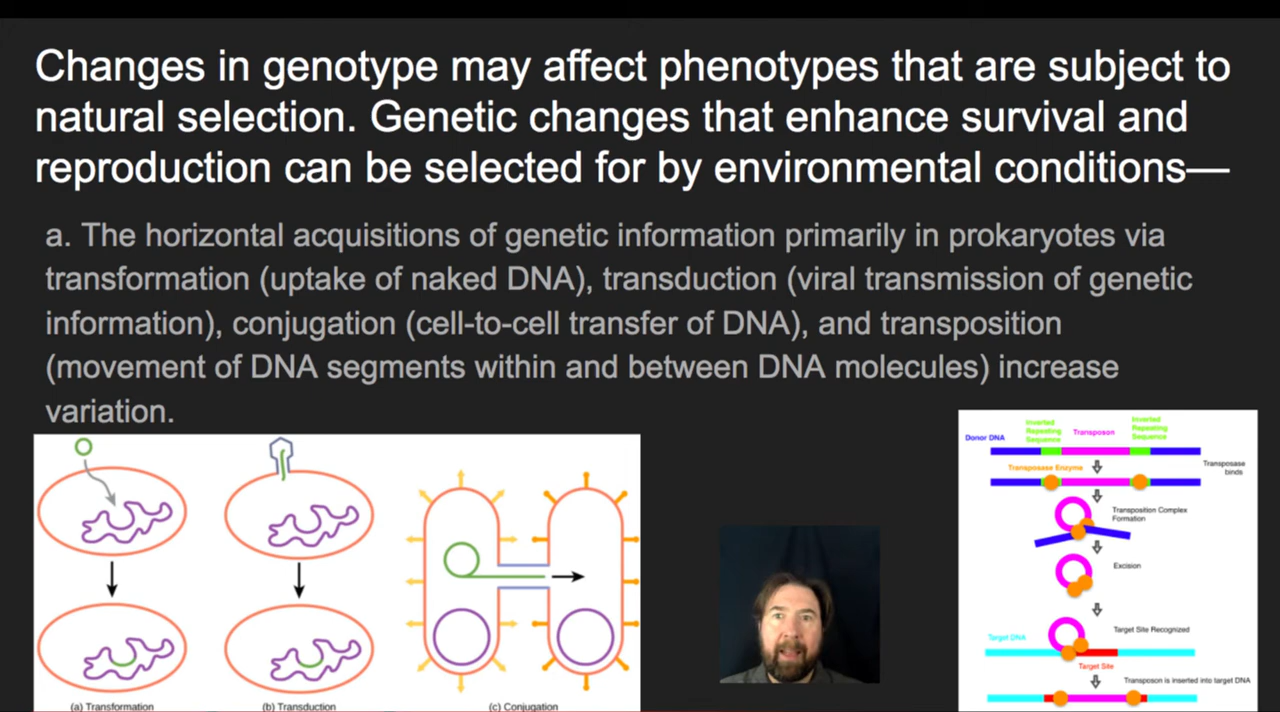 Changes in genotype may affect phenotypes that are subject to
natural selection. Genetic changes that enhance survival and
reproduction can be selected for by environmental conditions—
a. The horizontal acquisitions of genetic information primarily in prokaryotes via
transformation (uptake of naked DNA), transduction (viral transmission of genetic
information), conjugation (cell-to-cell transfer of DNA), and transposition
(movement of DNA segments within and between DNA molecules) increase
variation.
(a) Transformation
(b) Transduction
(c) Conjugation
Donor DNA
Inverted
Repeating
Sequence
Transposon
Inverted
Repeating
Sequence
Transposase Enzyme
Transposase
binds
Transposition Complex
Formation
Excision
Target DNA
Target Site Recognized
Target Site
Transposon is inserted into target DNA